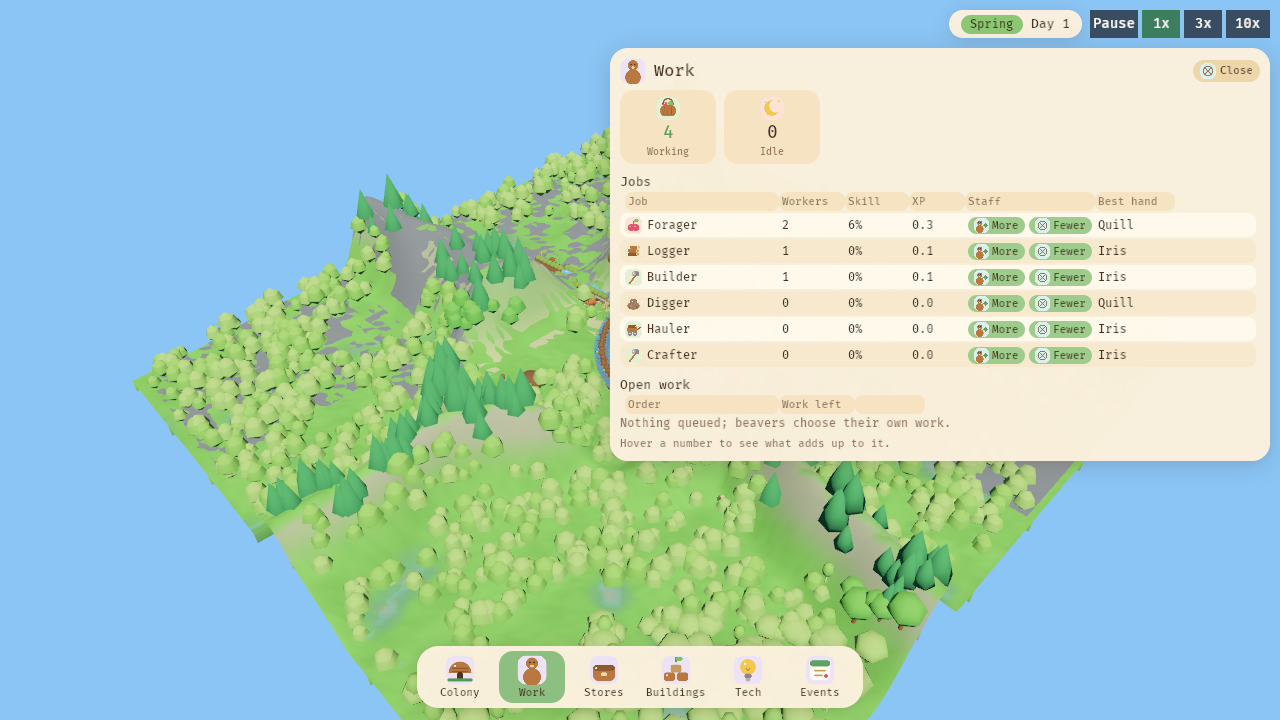 Spring Day 1 Pause 1x 3x 10x
Work Close
4 0
Working Idle
Jobs
Job Workers Skill XP Staff Best hand
Forager 2 6% 0.3 More Fewer Quill
Logger 1 0% 0.1 More Fewer Iris
Builder 1 0% 0.1 More Fewer Iris
Digger 0 0% 0.0 More Fewer Quill
Hauler 0 0% 0.0 More Fewer Iris
Crafter 0 0% 0.0 More Fewer Iris
Open work
Order Work left
Nothing queued; beavers choose their own work.
Hover a number to see what adds up to it.
Colony Work Stores Buildings Tech Events